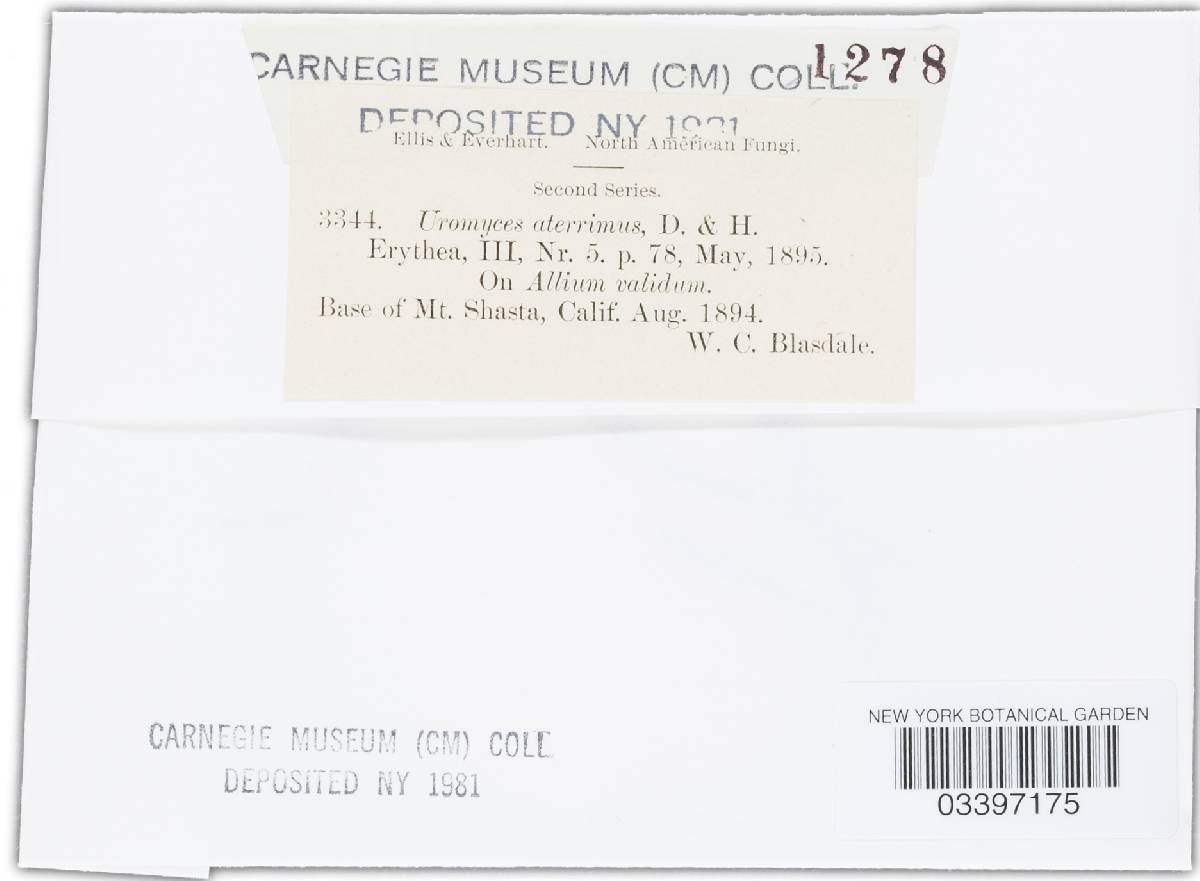 CARNEGIE MUSEUM (CM) COLL. 1278
DEPOSITED NY 1981
Ellis & Everhart. North American Fungi.
Second Series.
3344. Uromyces aterrimus, D. & H.
Erythea, III, Nr. 5. p. 78, May, 1895.
On Allium validum.
Base of Mt. Shasta, Calif. Aug. 1894.
W. C. Blasdale.
CARNEGIE MUSEUM (CM) COLL
DEPOSITED NY 1981
NEW YORK BOTANICAL GARDEN
03397175